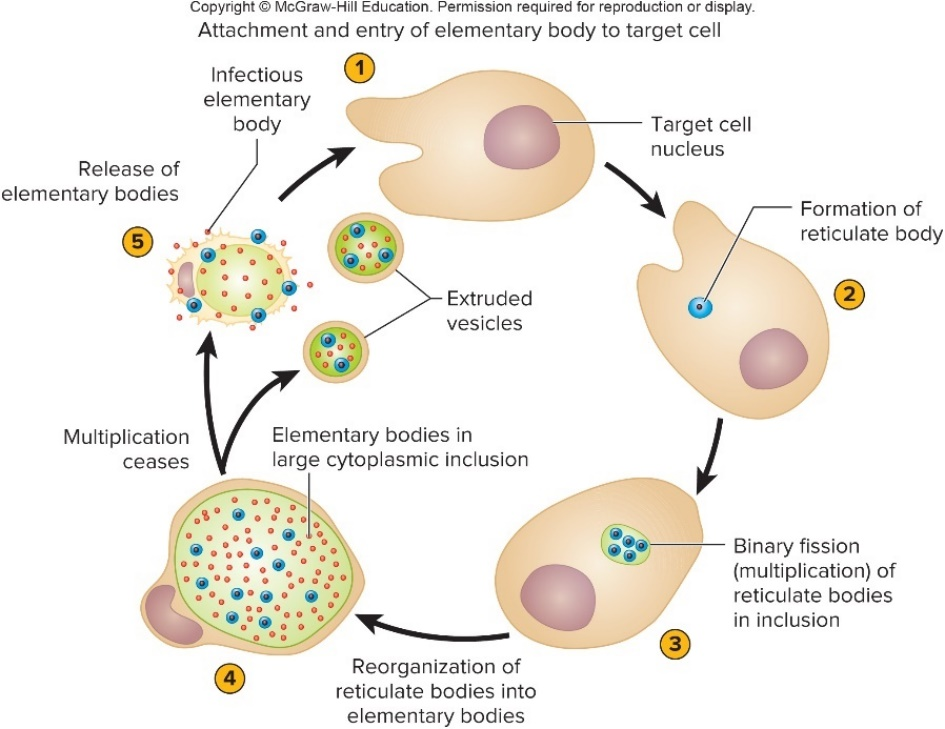 Copyright © McGraw-Hill Education. Permission required for reproduction or display.
Attachment and entry of elementary body to target cell
1
Infectious
elementary
body
Target cell
nucleus
Release of
elementary bodies
5
Formation of
reticulate body
2
Extruded
vesicles
Multiplication
ceases
Elementary bodies in
large cytoplasmic inclusion
Binary fission
(multiplication) of
reticulate bodies
in inclusion
3
4
Reorganization of
reticulate bodies into
elementary bodies